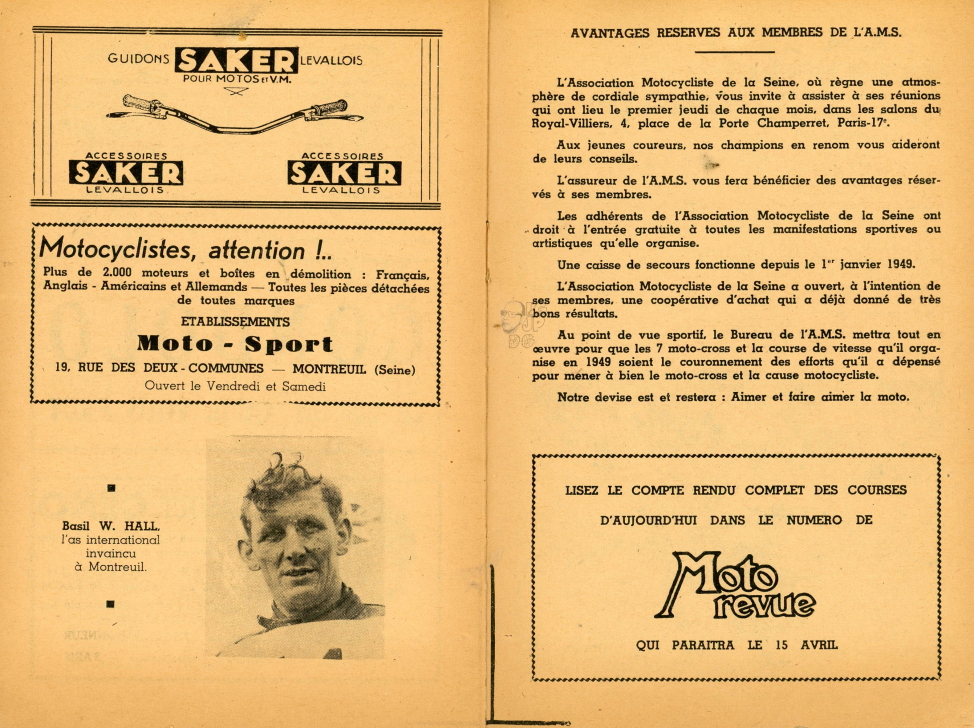 GUIDONS SAKER LEVALLOIS
POUR MOTOS ET V.M.
ACCESSOIRES
SAKER
LEVALLOIS
ACCESSOIRES
SAKER
LEVALLOIS
Motocyclistes, attention !..
Plus de 2.000 moteurs et boîtes en démolition : Français,
Anglais - Américains et Allemands — Toutes les pièces détachées
de toutes marques
ETABLISSEMENTS
Moto - Sport
19, RUE DES DEUX - COMMUNES — MONTREUIL (Seine)
Ouvert le Vendredi et Samedi
Basil W. HALL,
l'as international
invaincu
à Montreuil.
AVANTAGES RESERVES AUX MEMBRES DE L'A.M.S.
L'Association Motocycliste de la Seine, où règne une atmos-
phère de cordiale sympathie, vous invite à assister à ses réunions
qui ont lieu le premier jeudi de chaque mois, dans les salons du
Royal-Villiers, 4, place de la Porte Champerret, Paris-17e.
Aux jeunes coureurs, nos champions en renom vous aideront
de leurs conseils.
L'assureur de l'A.M.S. vous fera bénéficier des avantages réser-
vés à ses membres.
Les adhérents de l'Association Motocycliste de la Seine ont
droit à l'entrée gratuite à toutes les manifestations sportives ou
artistiques qu'elle organise.
Une caisse de secours fonctionne depuis le 1er janvier 1949.
L'Association Motocycliste de la Seine a ouvert, à l'intention de
ses membres, une coopérative d'achat qui a déjà donné de très
bons résultats.
Au point de vue sportif, le Bureau de l'A.M.S. mettra tout en
œuvre pour que les 7 moto-cross et la course de vitesse qu'il orga-
nise en 1949 soient le couronnement des efforts qu'il a dépensé
pour mener à bien le moto-cross et la cause motocycliste.
Notre devise est et restera : Aimer et faire aimer la moto.
LISEZ LE COMPTE RENDU COMPLET DES COURSES
D'AUJOURD'HUI DANS LE NUMERO DE
Moto
revue
QUI PARAITRA LE 15 AVRIL